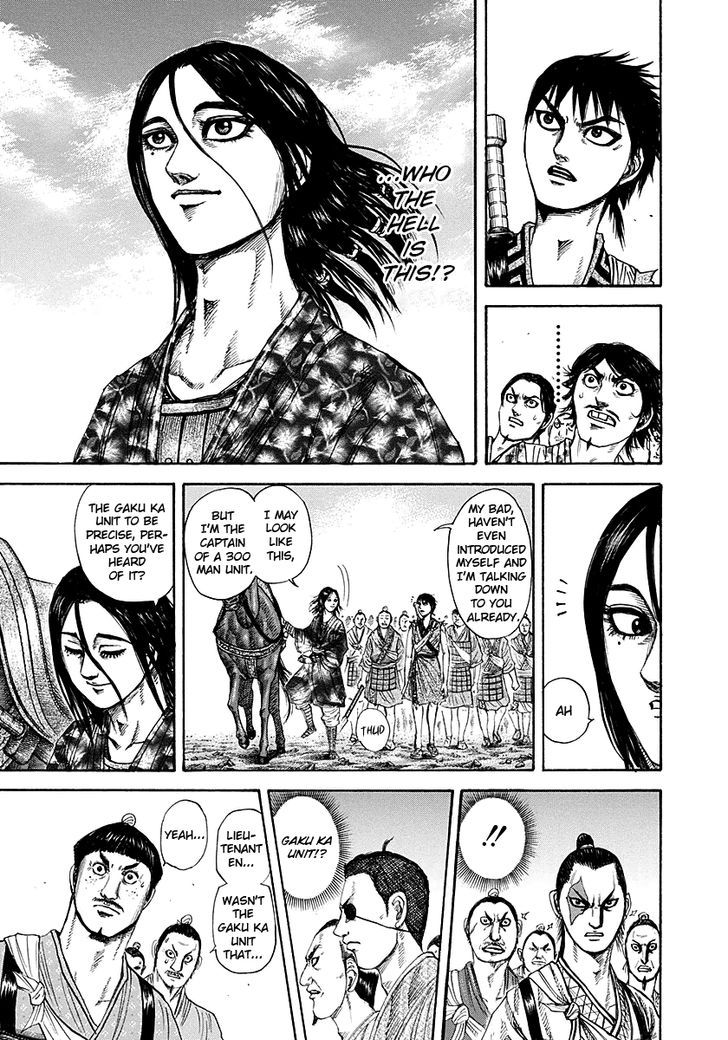 ...WHO
THE
HELL
IS
THIS!?
AH
MY BAD,
HAVEN'T
EVEN
INTRODUCED
MYSELF AND
I'M TALKING
DOWN
TO YOU
ALREADY.
I MAY
LOOK
LIKE
THIS,
BUT
I'M THE
CAPTAIN
OF A 300
MAN UNIT.
THUD
THE GAKU KA
UNIT TO BE
PRECISE, PER-
HAPS YOU'VE
HEARD
OF IT?
!!
GAKU KA
UNIT!?
LIEU-
TENANT
EN...
WASN'T
THE
GAKU KA
UNIT
THAT...
YEAH...